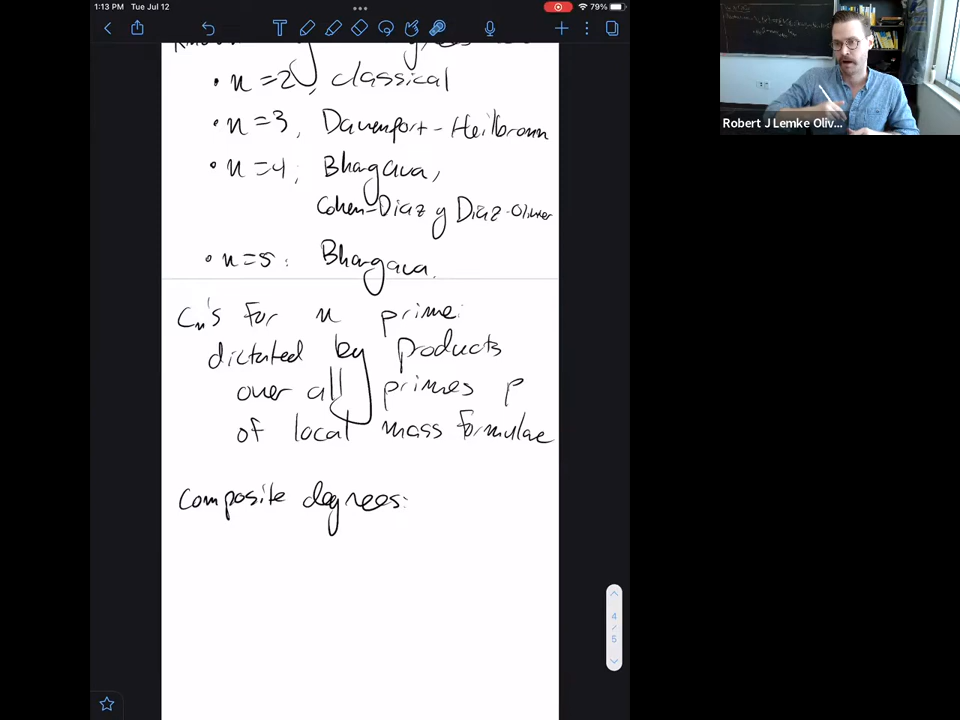 1:13 PM Tue Jul 12
79%
• n=2, classical
• n=3, Davenport-Heilbronn
• n=4; Bhargava,
Cohen-Diaz y Diaz-Olivier
• n=5: Bhargava.
Cn's for n prime:
dictated by products
over all primes p
of local mass formulae
Composite degrees:
4
/
5
Robert J Lemke Oliv...